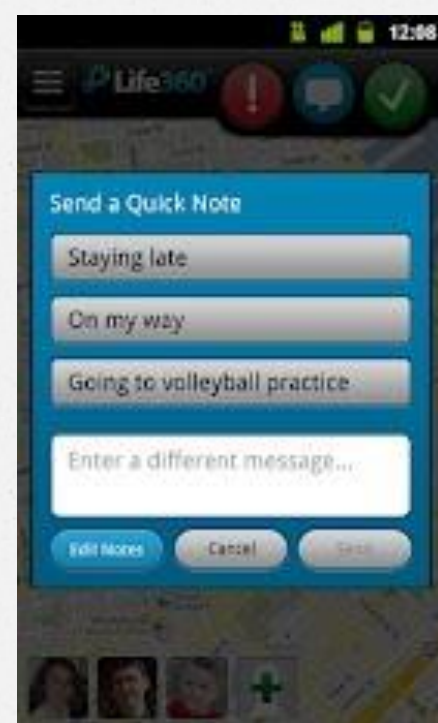 12:08
Life360
Send a Quick Note
Staying late
On my way
Going to volleyball practice
Enter a different message...
Edit Notes
Cancel
Send